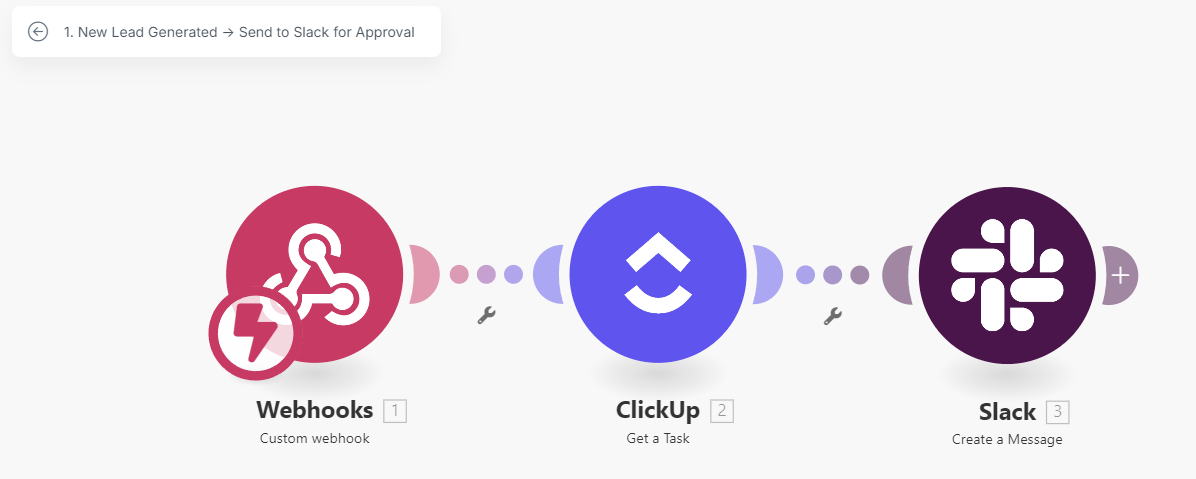 1. New Lead Generated → Send to Slack for Approval
Webhooks 1
Custom webhook
ClickUp 2
Get a Task
Slack 3
Create a Message